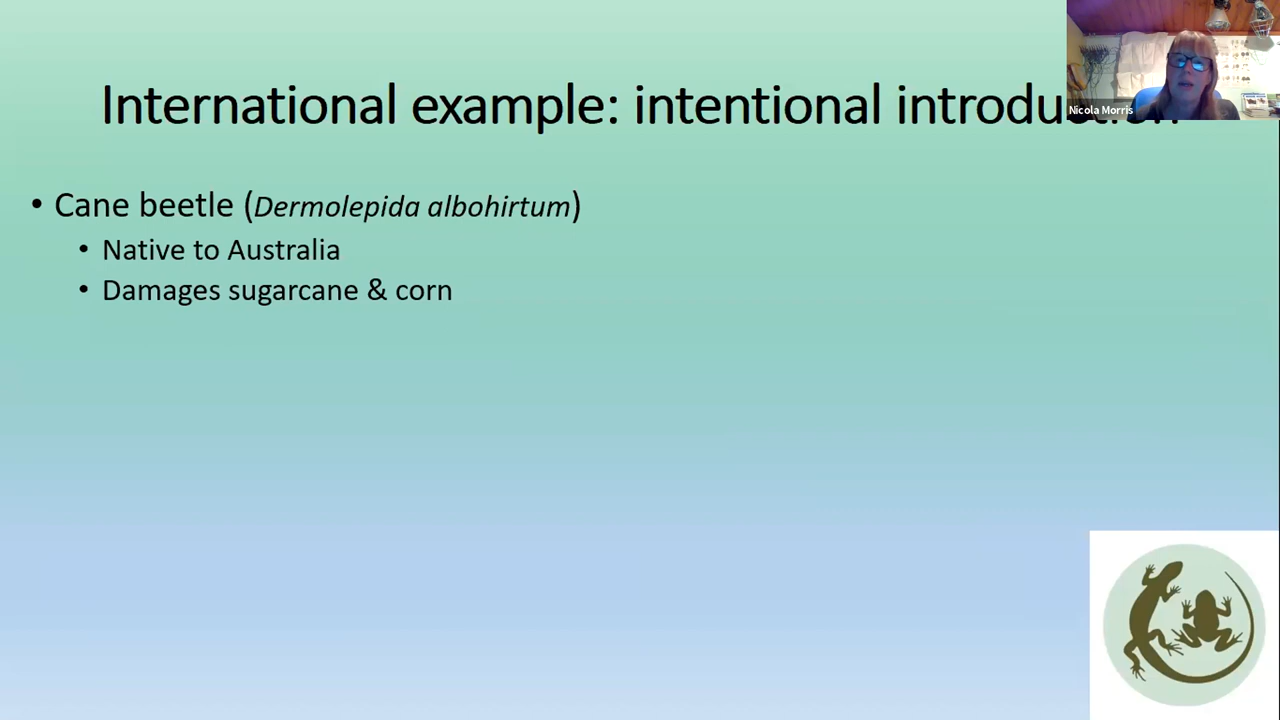 International example: intentional introduction
Nicola Morris
• Cane beetle (Dermolepida albohirtum)
• Native to Australia
• Damages sugarcane & corn